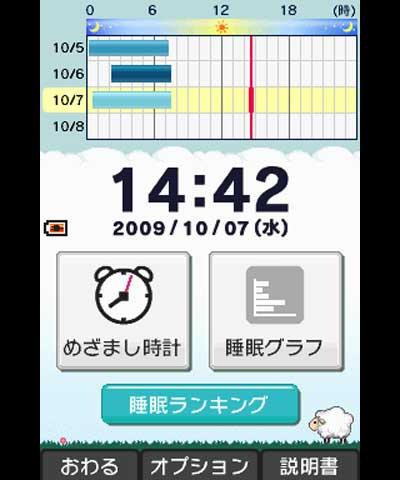 0 6 12 18 (時)
10/5
10/6
10/7
10/8
14:42
2009/10/07(水)
めざまし時計 睡眠グラフ
睡眠ランキング
おわる オプション 説明書